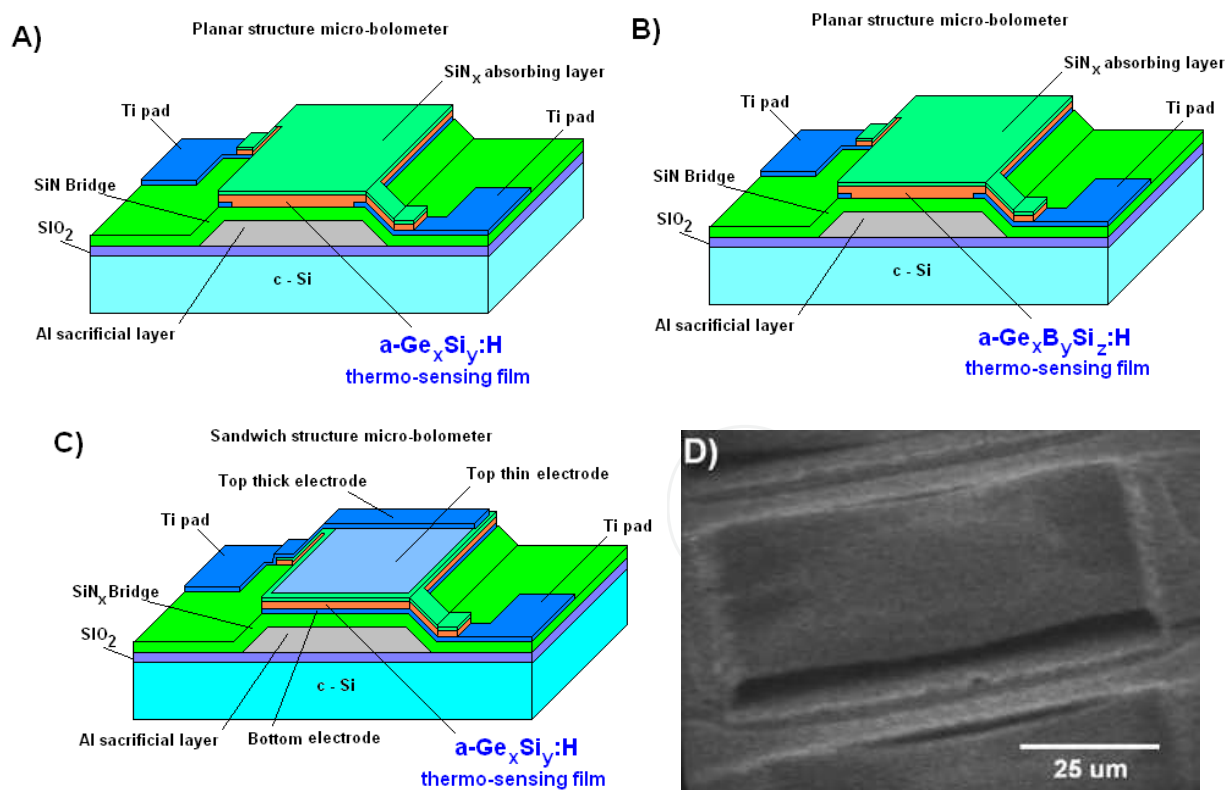 A)
Planar structure micro-bolometer
SiNx absorbing layer
Ti pad
Ti pad
SiN Bridge
SIO2
c - Si
Al sacrificial layer
a-GexSiy:H
thermo-sensing film
B)
Planar structure micro-bolometer
SiNx absorbing layer
Ti pad
Ti pad
SiN Bridge
SIO2
c - Si
Al sacrificial layer
a-GexBySiz:H
thermo-sensing film
C)
Sandwich structure micro-bolometer
Top thick electrode
Top thin electrode
Ti pad
Ti pad
SiNx Bridge
SIO2
c - Si
Al sacrificial layer
Bottom electrode
a-GexSiy:H
thermo-sensing film
D)
25 um